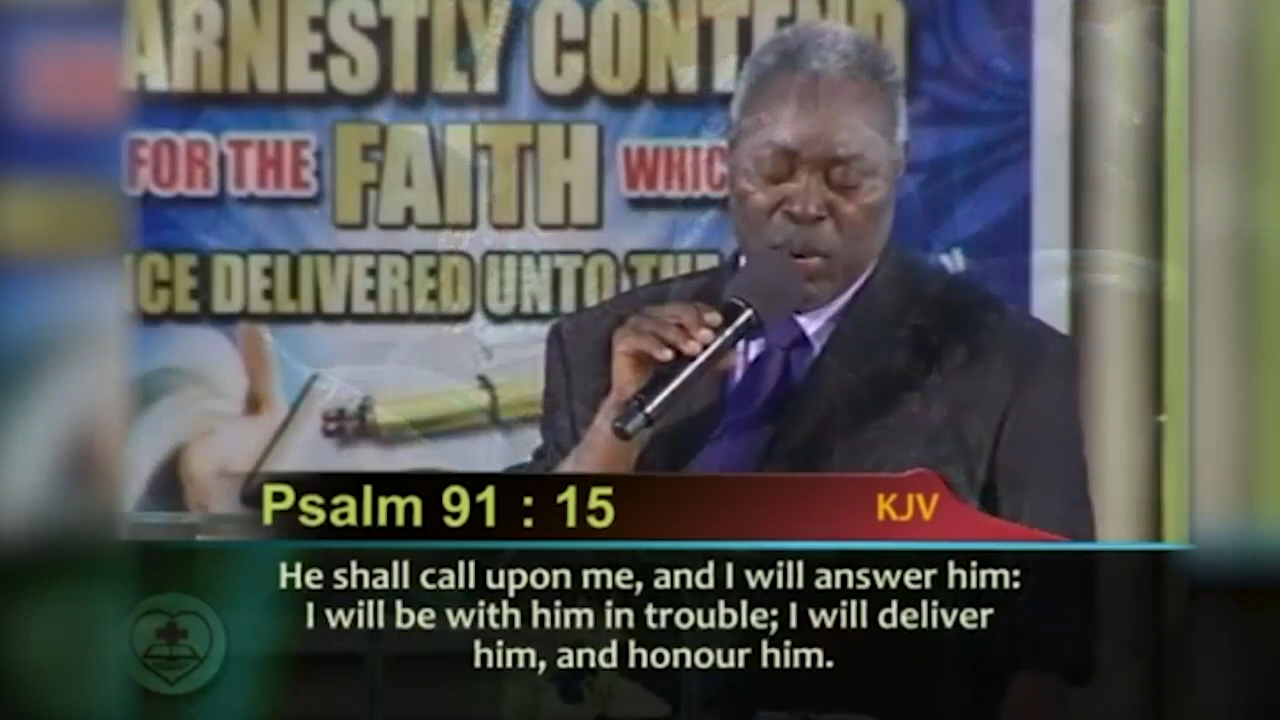 ARNESTLY CONTEND
FOR THE FAITH WHIC
CE DELIVERED UNTO THE
Psalm 91 : 15
KJV
He shall call upon me, and I will answer him:
I will be with him in trouble; I will deliver
him, and honour him.